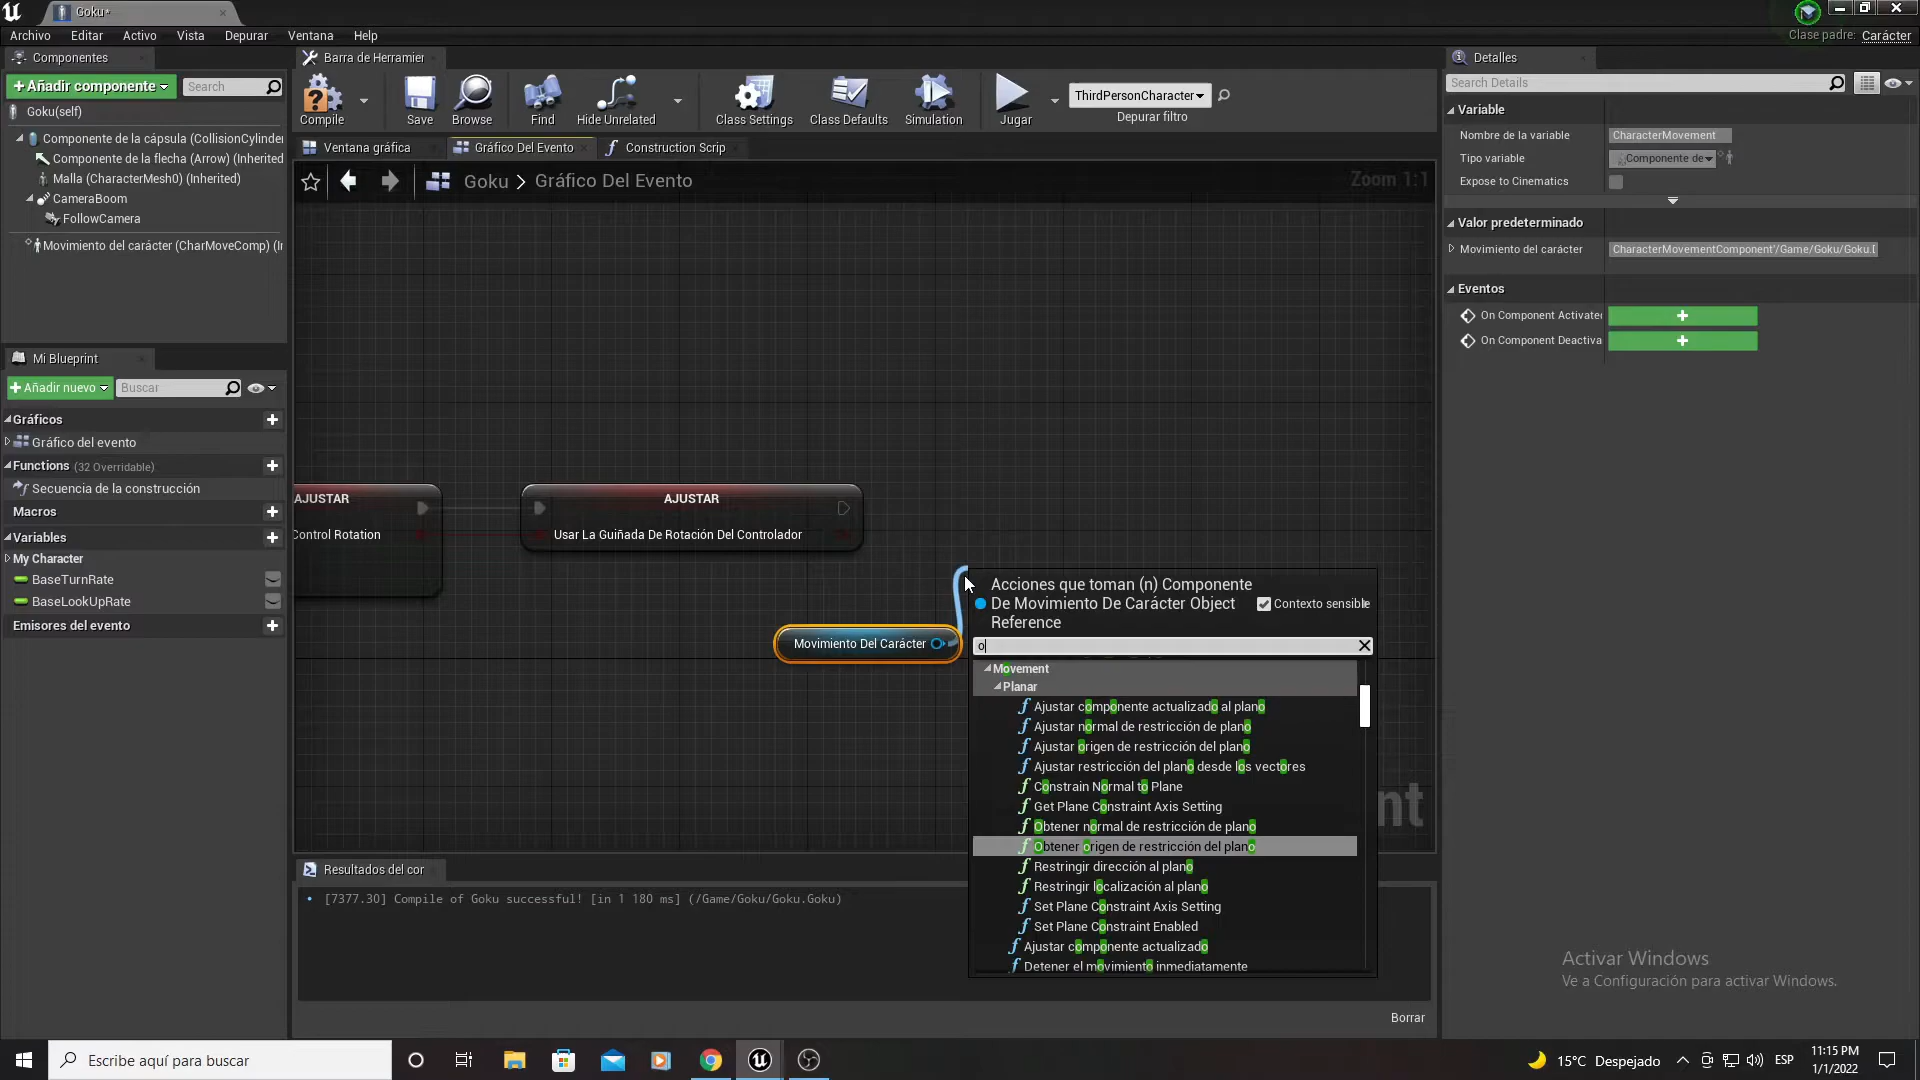 Goku*
Archivo Editar Activo Vista Depurar Ventana Help
Clase padre: Carácter
Componentes
+ Añadir componente
Search
Goku(self)
Componente de la cápsula (CollisionCylinder
Componente de la flecha (Arrow) (Inherited
Malla (CharacterMesh0) (Inherited)
CameraBoom
FollowCamera
Movimiento del carácter (CharMoveComp) (I
Mi Blueprint
+ Añadir nuevo
Buscar
Gráficos
Gráfico del evento
Functions (32 Overridable)
Secuencia de la construcción
Macros
Variables
My Character
BaseTurnRate
BaseLookUpRate
Emisores del evento
Barra de Herramier
Compile
Save
Browse
Find
Hide Unrelated
Class Settings
Class Defaults
Simulation
Jugar
ThirdPersonCharacter
Depurar filtro
Ventana gráfica
Gráfico Del Evento
Construction Scrip
Goku > Gráfico Del Evento
Zoom 1:1
AJUSTAR
Control Rotation
AJUSTAR
Usar La Guiñada De Rotación Del Controlador
Movimiento Del Carácter
Acciones que toman (n) Componente
De Movimiento De Carácter Object
Reference
Contexto sensible
o
Movement
Planar
Ajustar componente actualizado al plano
Ajustar normal de restricción de plano
Ajustar origen de restricción del plano
Ajustar restricción del plano desde los vectores
Constrain Normal to Plane
Get Plane Constraint Axis Setting
Obtener normal de restricción de plano
Obtener origen de restricción del plano
Restringir dirección al plano
Restringir localización al plano
Set Plane Constraint Axis Setting
Set Plane Constraint Enabled
Ajustar componente actualizado
Detener el movimiento inmediatamente
nt
Resultados del cor
[7377.30] Compile of Goku successful! [in 1 180 ms] (/Game/Goku/Goku.Goku)
Borrar
Detalles
Search Details
Variable
Nombre de la variable CharacterMovement
Tipo variable Componente de
Expose to Cinematics
Valor predeterminado
Movimiento del carácter CharacterMovementComponent'/Game/Goku/Goku.
Eventos
On Component Activate
On Component Deactiva
Activar Windows
Ve a Configuración para activar Windows.
Escribe aquí para buscar
15°C Despejado
ESP
11:15 PM
1/1/2022